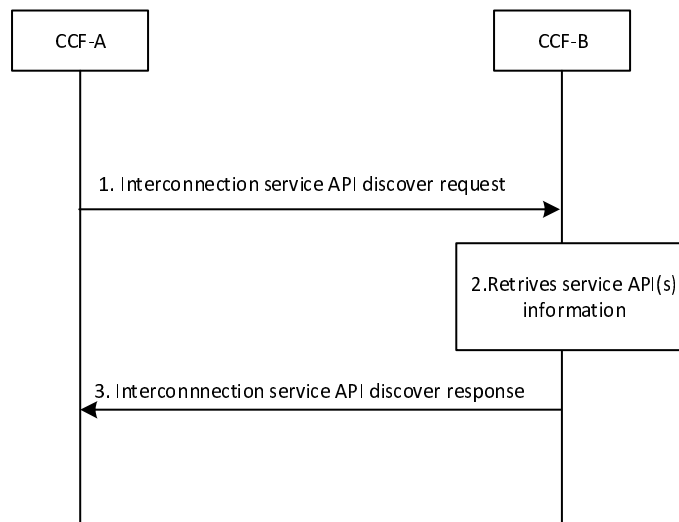 CCF-A
CCF-B
1. Interconnection service API discover request
2.Retrives service API(s)
information
3. Interconnnection service API discover response